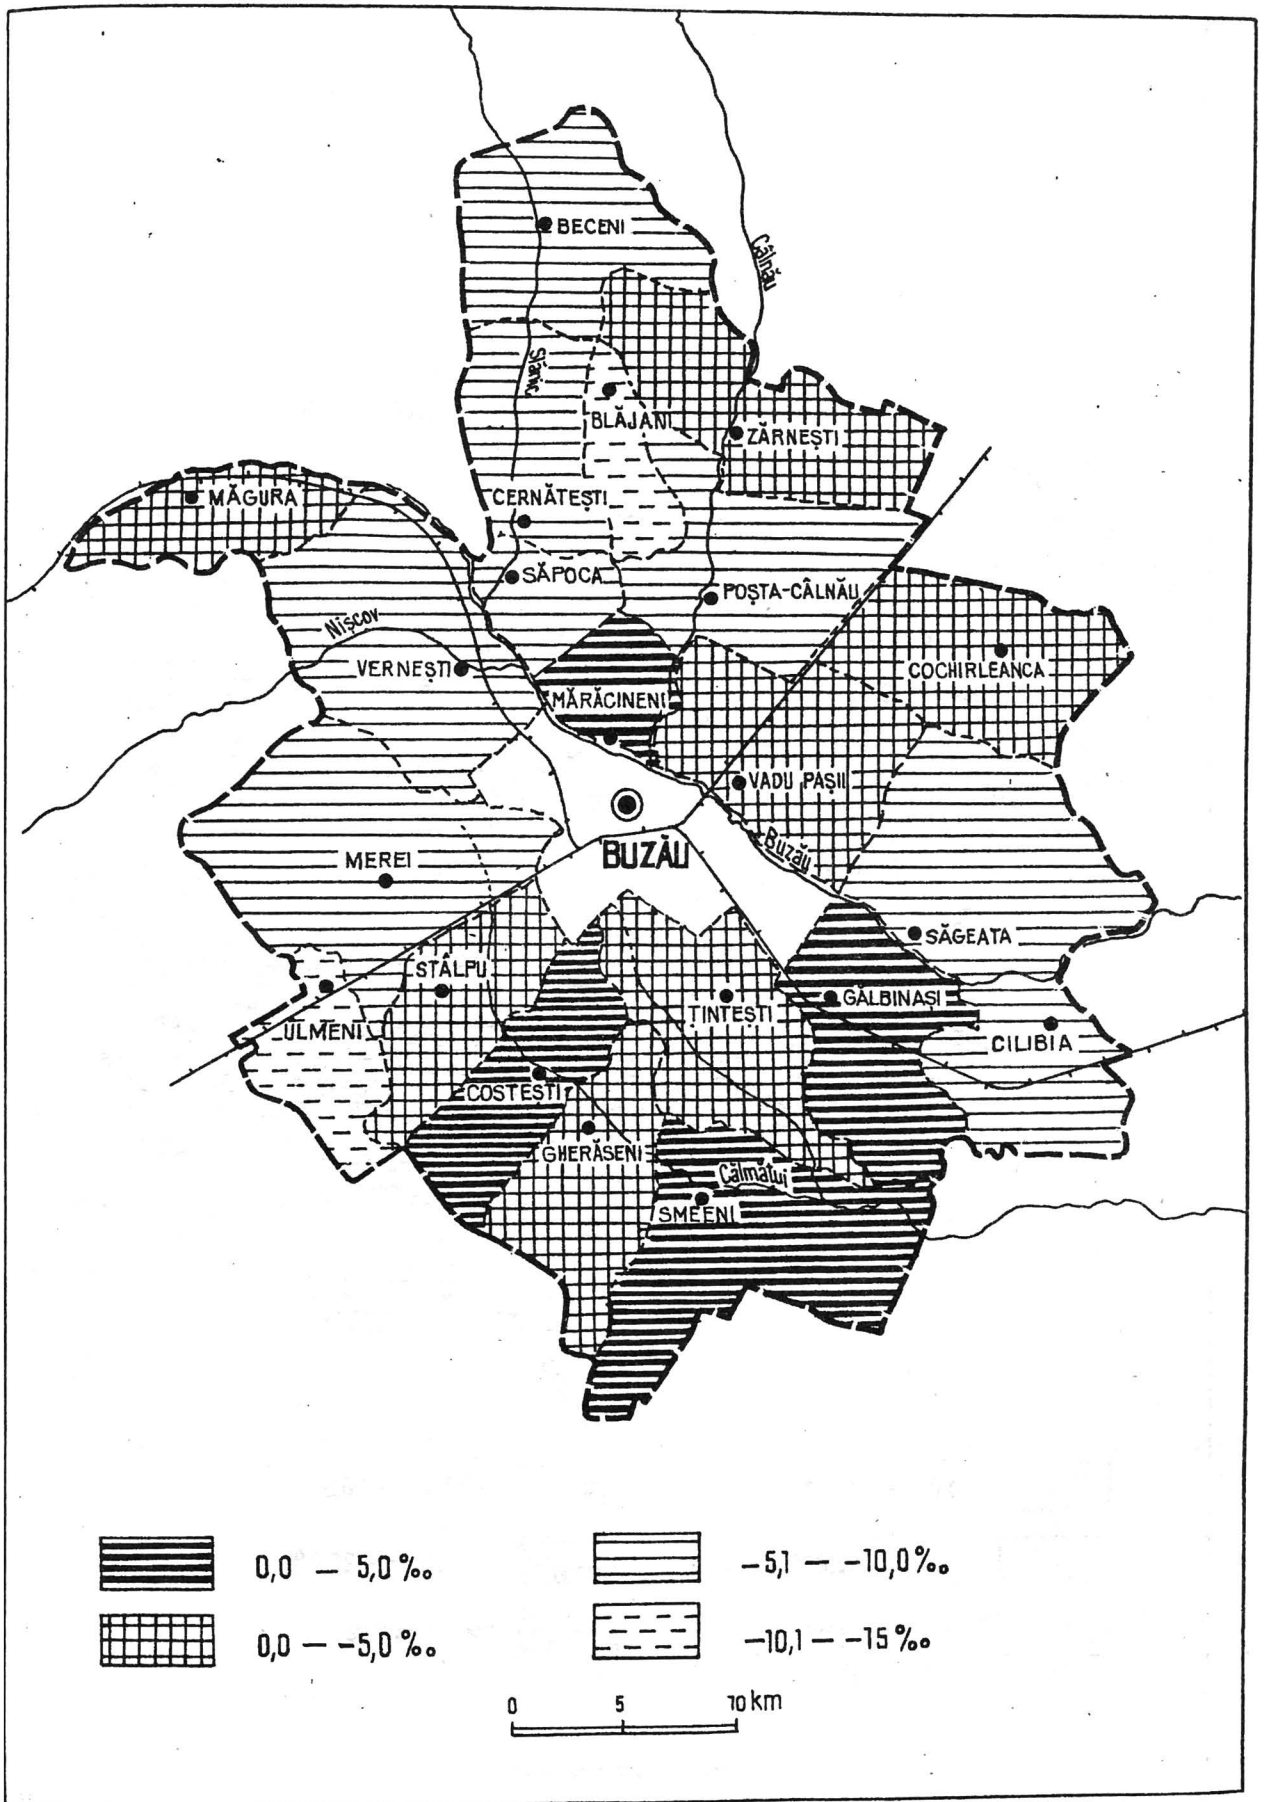 BECENI
Câlnău
Slănic
BLĂJANI
ZĂRNEȘTI
MĂGURA
CERNĂTEȘTI
SĂPOCA
POȘTA-CÂLNĂU
Nișcov
VERNEȘTI
COCHIRLEANCA
MĂRĂCINENI
VADU PAȘII
Buzău
BUZĂU
MEREI
SĂGEATA
STÂLPU
ȚINTEȘTI
GĂLBINAȘI
ULMENI
CILIBIA
COSTEȘTI
GHERĂSENI
Călmățui
SMEENI
0,0 — 5,0 ‰
-5,1 — -10,0 ‰
0,0 — -5,0 ‰
-10,1 — -15 ‰
0 5 10 km